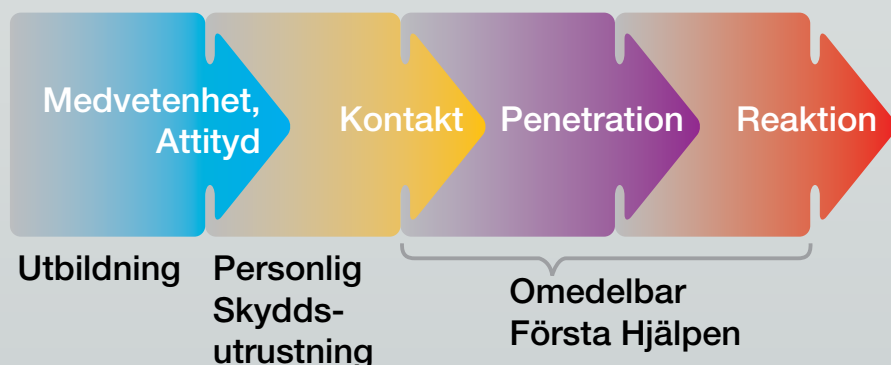 Medvetenhet,
Attityd
Kontakt
Penetration
Reaktion
Utbildning
Personlig
Skydds-
utrustning
Omedelbar
Första Hjälpen